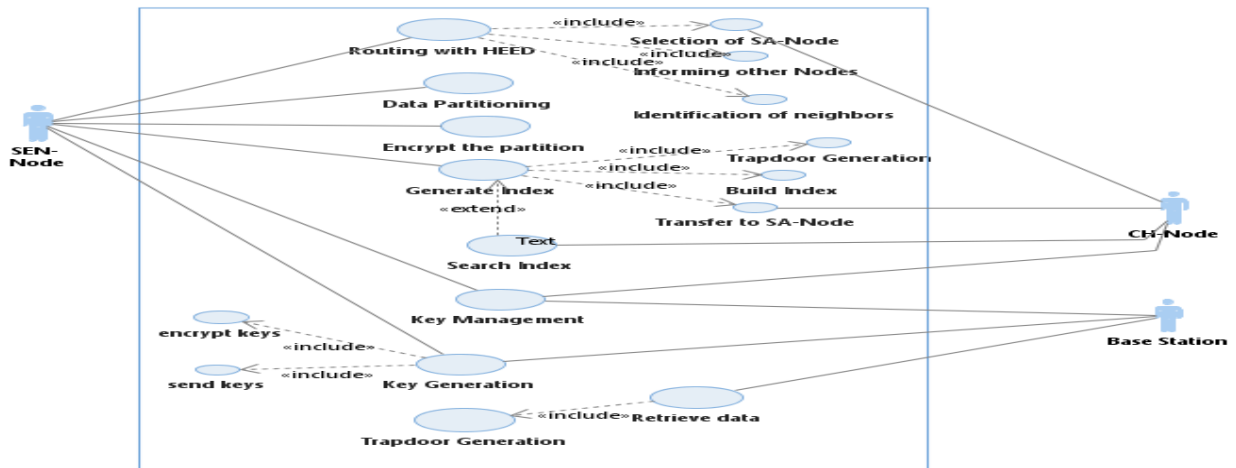 «include»
Selection of SA-Node
Routing with HEED
«include»
«include»
Informing other Nodes
Data Partitioning
Identification of neighbors
SEN-
Node
Encrypt the partition
«include»
Trapdoor Generation
«include»
Generate Index
«include»
Build Index
«extend»
Transfer to SA-Node
CH-Node
Text
Search Index
Key Management
encrypt keys
«include»
Base Station
send keys
«include»
Key Generation
«include»
Retrieve data
Trapdoor Generation